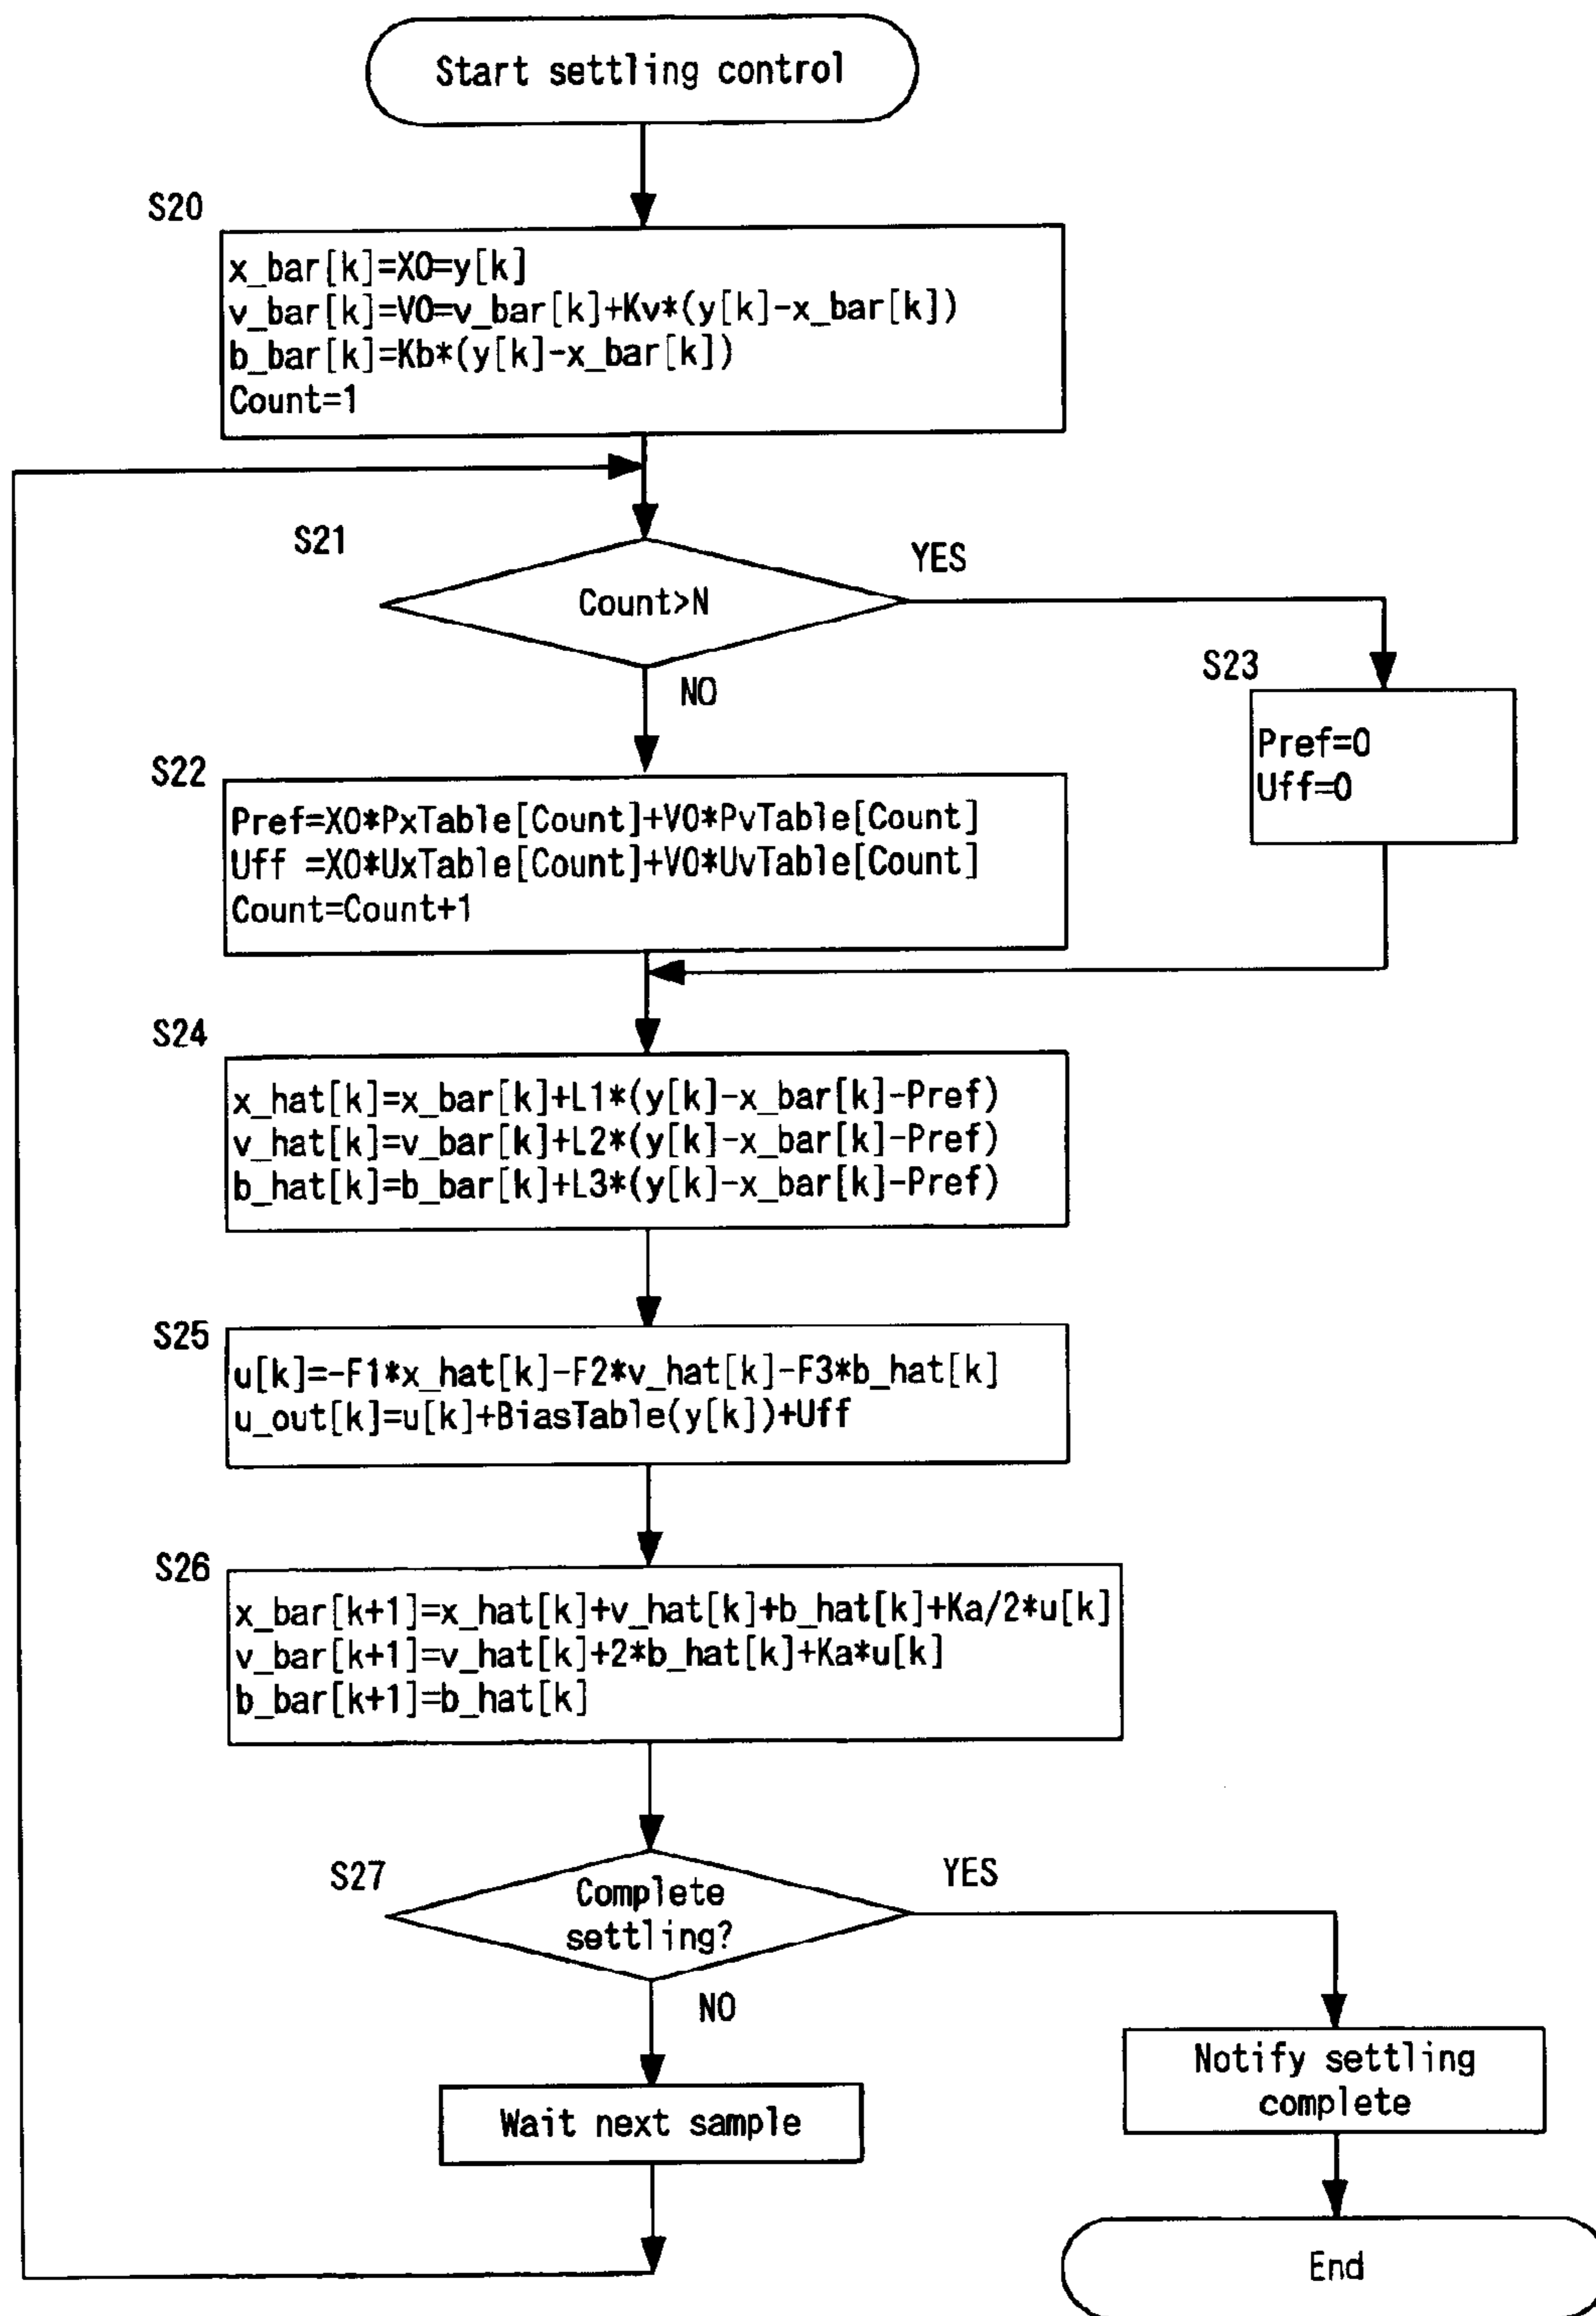 Start settling control
S20
x_bar[k]=X0=y[k]
v_bar[k]=V0=v_bar[k]+Kv*(y[k]-x_bar[k])
b_bar[k]=Kb*(y[k]-x_bar[k])
Count=1
S21
Count>N
YES
NO
S23
Pref=0
Uff=0
S22
Pref=X0*PxTable[Count]+V0*PvTable[Count]
Uff =X0*UxTable[Count]+V0*UvTable[Count]
Count=Count+1
S24
x_hat[k]=x_bar[k]+L1*(y[k]-x_bar[k]-Pref)
v_hat[k]=v_bar[k]+L2*(y[k]-x_bar[k]-Pref)
b_hat[k]=b_bar[k]+L3*(y[k]-x_bar[k]-Pref)
S25
u[k]=-F1*x_hat[k]-F2*v_hat[k]-F3*b_hat[k]
u_out[k]=u[k]+BiasTable(y[k])+Uff
S26
x_bar[k+1]=x_hat[k]+v_hat[k]+b_hat[k]+Ka/2*u[k]
v_bar[k+1]=v_hat[k]+2*b_hat[k]+Ka*u[k]
b_bar[k+1]=b_hat[k]
S27
Complete
settling?
YES
NO
Wait next sample
Notify settling
complete
End